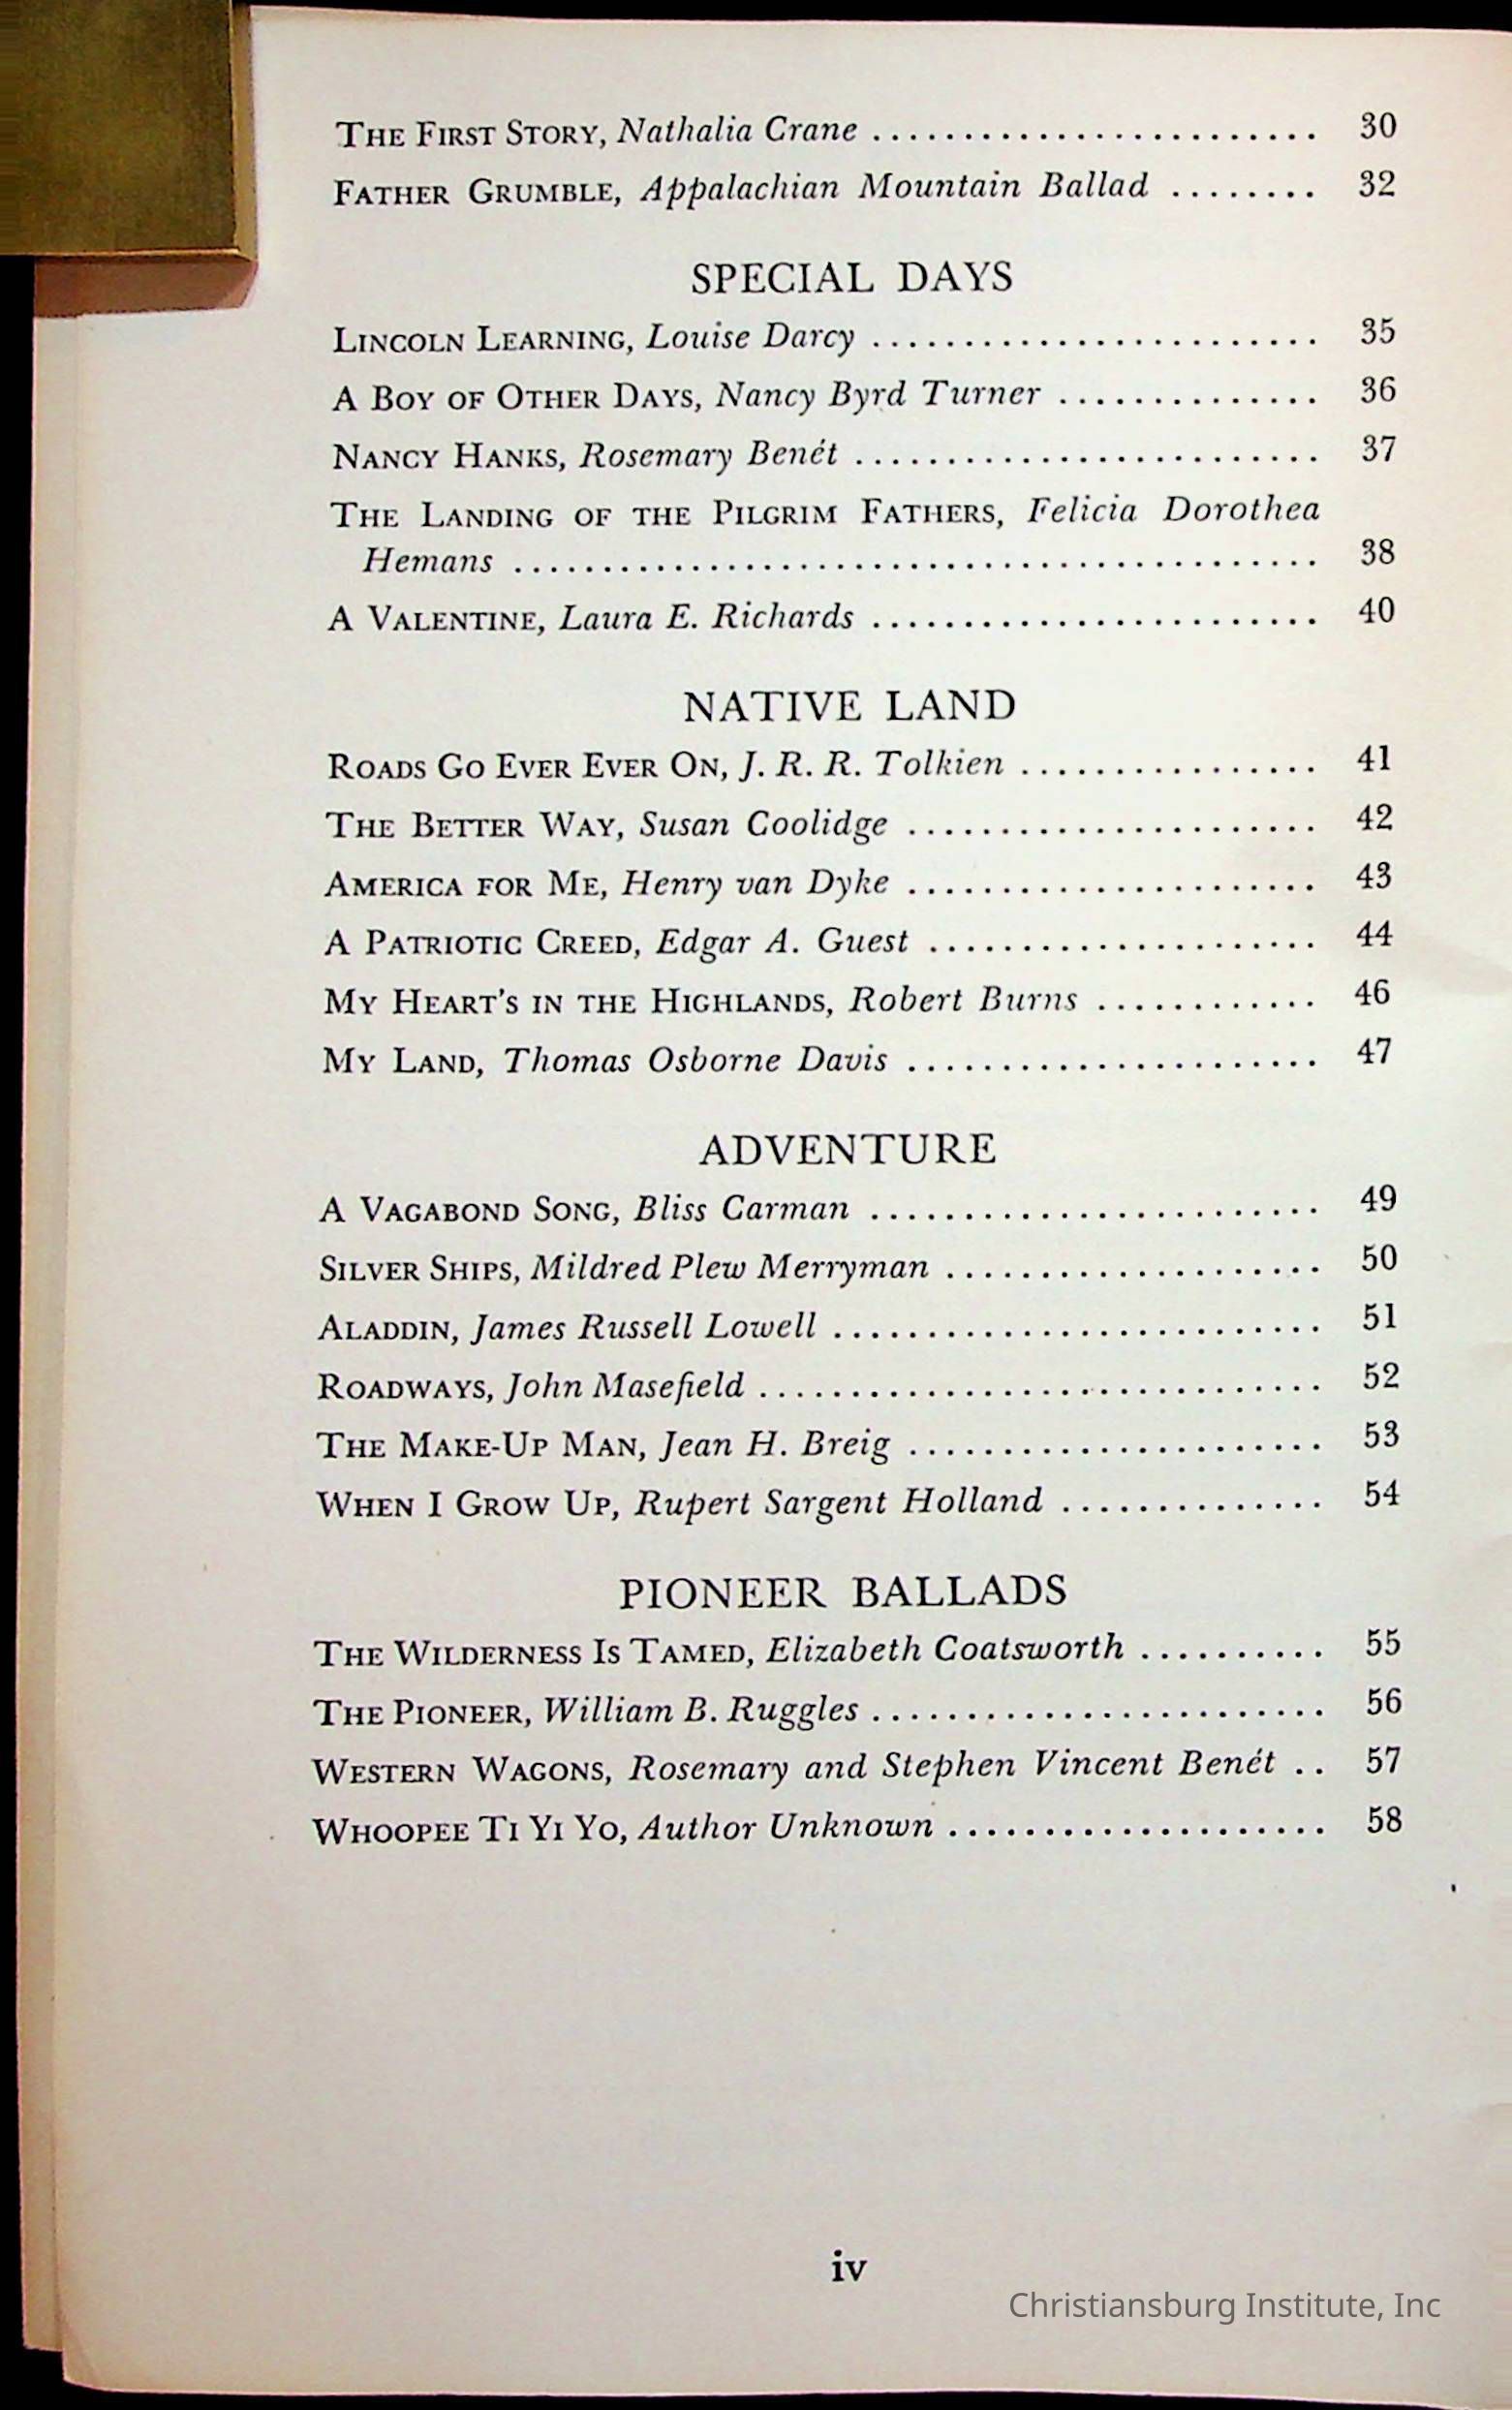 THE FIRST STORY, Nathalia Crane ........................ 30
FATHER GRUMBLE, Appalachian Mountain Ballad ........ 32
SPECIAL DAYS
LINCOLN LEARNING, Louise Darcy ........................ 35
A BOY OF OTHER DAYS, Nancy Byrd Turner .............. 36
NANCY HANKS, Rosemary Benét ......................... 37
THE LANDING OF THE PILGRIM FATHERS, Felicia Dorothea
Hemans ............................................ 38
A VALENTINE, Laura E. Richards ........................ 40
NATIVE LAND
ROADS GO EVER EVER ON, J. R. R. Tolkien ................ 41
THE BETTER WAY, Susan Coolidge ...................... 42
AMERICA FOR ME, Henry van Dyke ...................... 43
A PATRIOTIC CREED, Edgar A. Guest ..................... 44
MY HEART'S IN THE HIGHLANDS, Robert Burns ............ 46
MY LAND, Thomas Osborne Davis ...................... 47
ADVENTURE
A VAGABOND SONG, Bliss Carman ........................ 49
SILVER SHIPS, Mildred Plew Merryman .................... 50
ALADDIN, James Russell Lowell .......................... 51
ROADWAYS, John Masefield .............................. 52
THE MAKE-UP MAN, Jean H. Breig ...................... 53
WHEN I GROW UP, Rupert Sargent Holland .............. 54
PIONEER BALLADS
THE WILDERNESS IS TAMED, Elizabeth Coatsworth .......... 55
THE PIONEER, William B. Ruggles ........................ 56
WESTERN WAGONS, Rosemary and Stephen Vincent Benét .. 57
WHOOPEE TI YI YO, Author Unknown .................... 58
iv
Christiansburg Institute, Inc